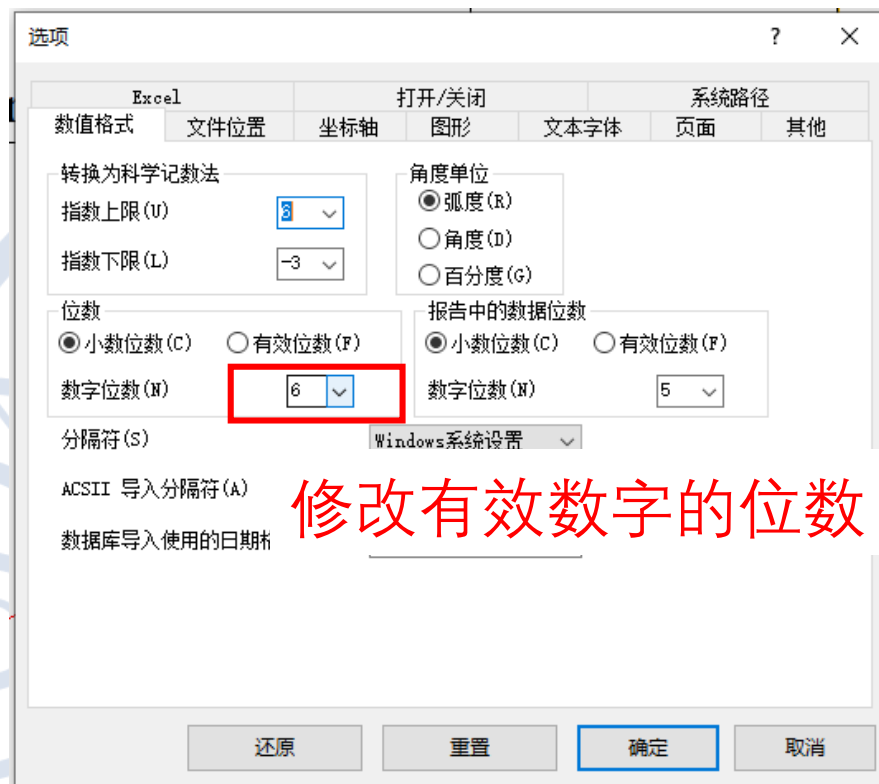 选项
? ×
Excel 打开/关闭 系统路径
数值格式 文件位置 坐标轴 图形 文本字体 页面 其他
转换为科学记数法 角度单位
指数上限(U) 6 弧度(R)
角度(D)
指数下限(L) -3
百分度(G)
位数 报告中的数据位数
小数位数(C) 有效位数(F) 小数位数(C) 有效位数(F)
数字位数(N) 6 数字位数(N) 5
分隔符(S) Windows系统设置
ACSII 导入分隔符(A)
修改有效数字的位数
数据库导入使用的日期
还原 重置 确定 取消